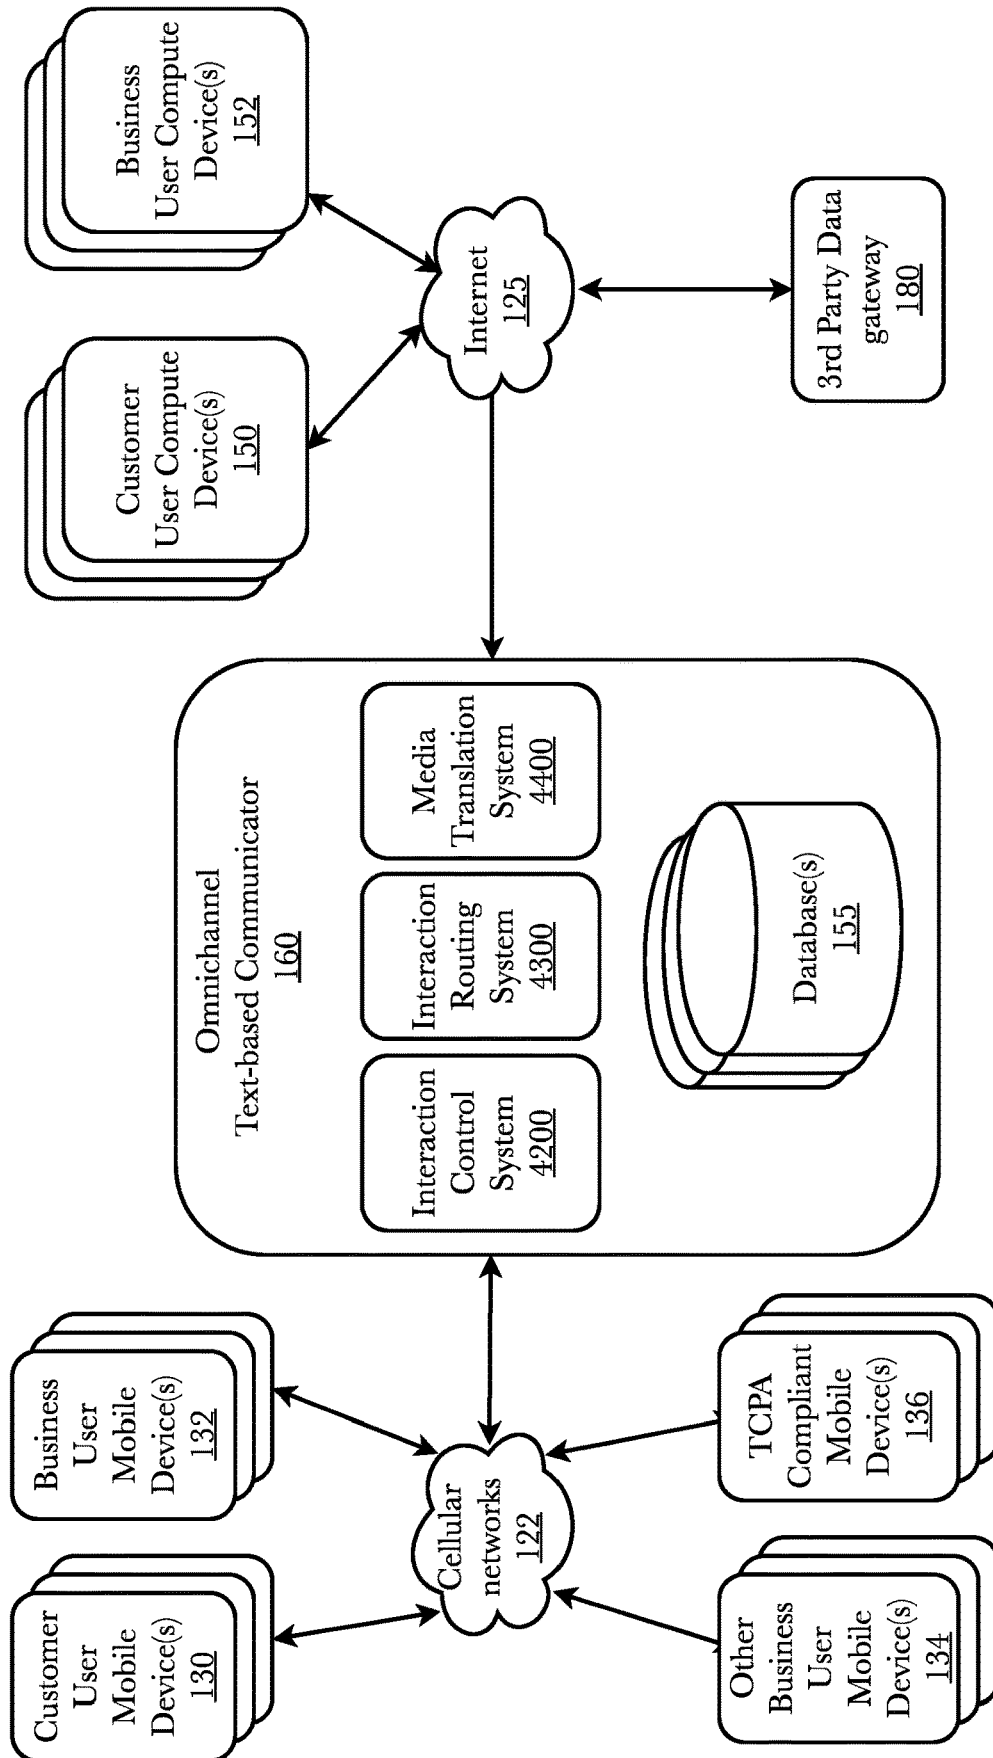 Customer
User
Mobile
Device(s)
130
Business
User
Mobile
Device(s)
132
Cellular
networks
122
Other
Business
User
Mobile
Device(s)
134
TCPA
Compliant
Mobile
Device(s)
136
Omnichannel
Text-based Communicator
160
Interaction
Control
System
4200
Interaction
Routing
System
4300
Media
Translation
System
4400
Database(s)
155
Customer
User Compute
Device(s)
150
Business
User Compute
Device(s)
152
Internet
125
3rd Party Data
gateway
180